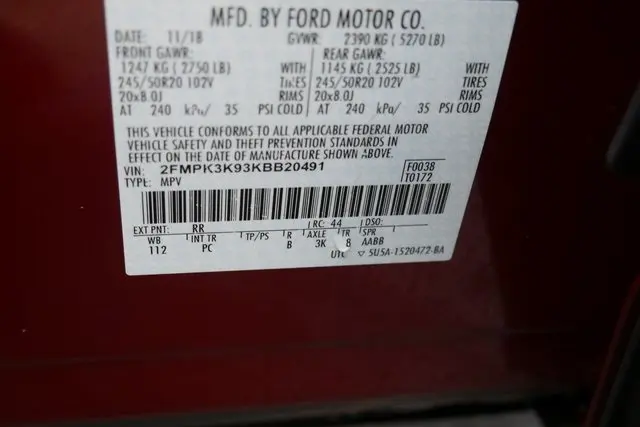 MFD. BY FORD MOTOR CO.
11/18 GVWR: 2390 KG ( 5270 LB)
FRONT GAWR: REAR GAWR:
1247 KG ( 2750 LB) WITH 1145 KG ( 2525 LB) WITH
245/50R20 102V TIRES 245/50R20 102V TIRES
20x8.0J RIMS 20x8.0J RIMS
AT 240 kPa/ 35 PSI COLD AT 240 kPa/ 35 PSI COLD
THIS VEHICLE CONFORMS TO ALL APPLICABLE FEDERAL MOTOR
VEHICLE SAFETY AND THEFT PREVENTION STANDARDS IN
EFFECT ON THE DATE OF MANUFACTURE SHOWN ABOVE.
VIN: 2FMPK3K93KBB20491 F0038
TYPE: MPV T0172
EXT PNT: RR RC: 44 DSO:
WB INT TR TP/PS R AXLE TR SPR
112 PC B 3K 8 AABB
UTC ▽ 5U5A-1520472-BA